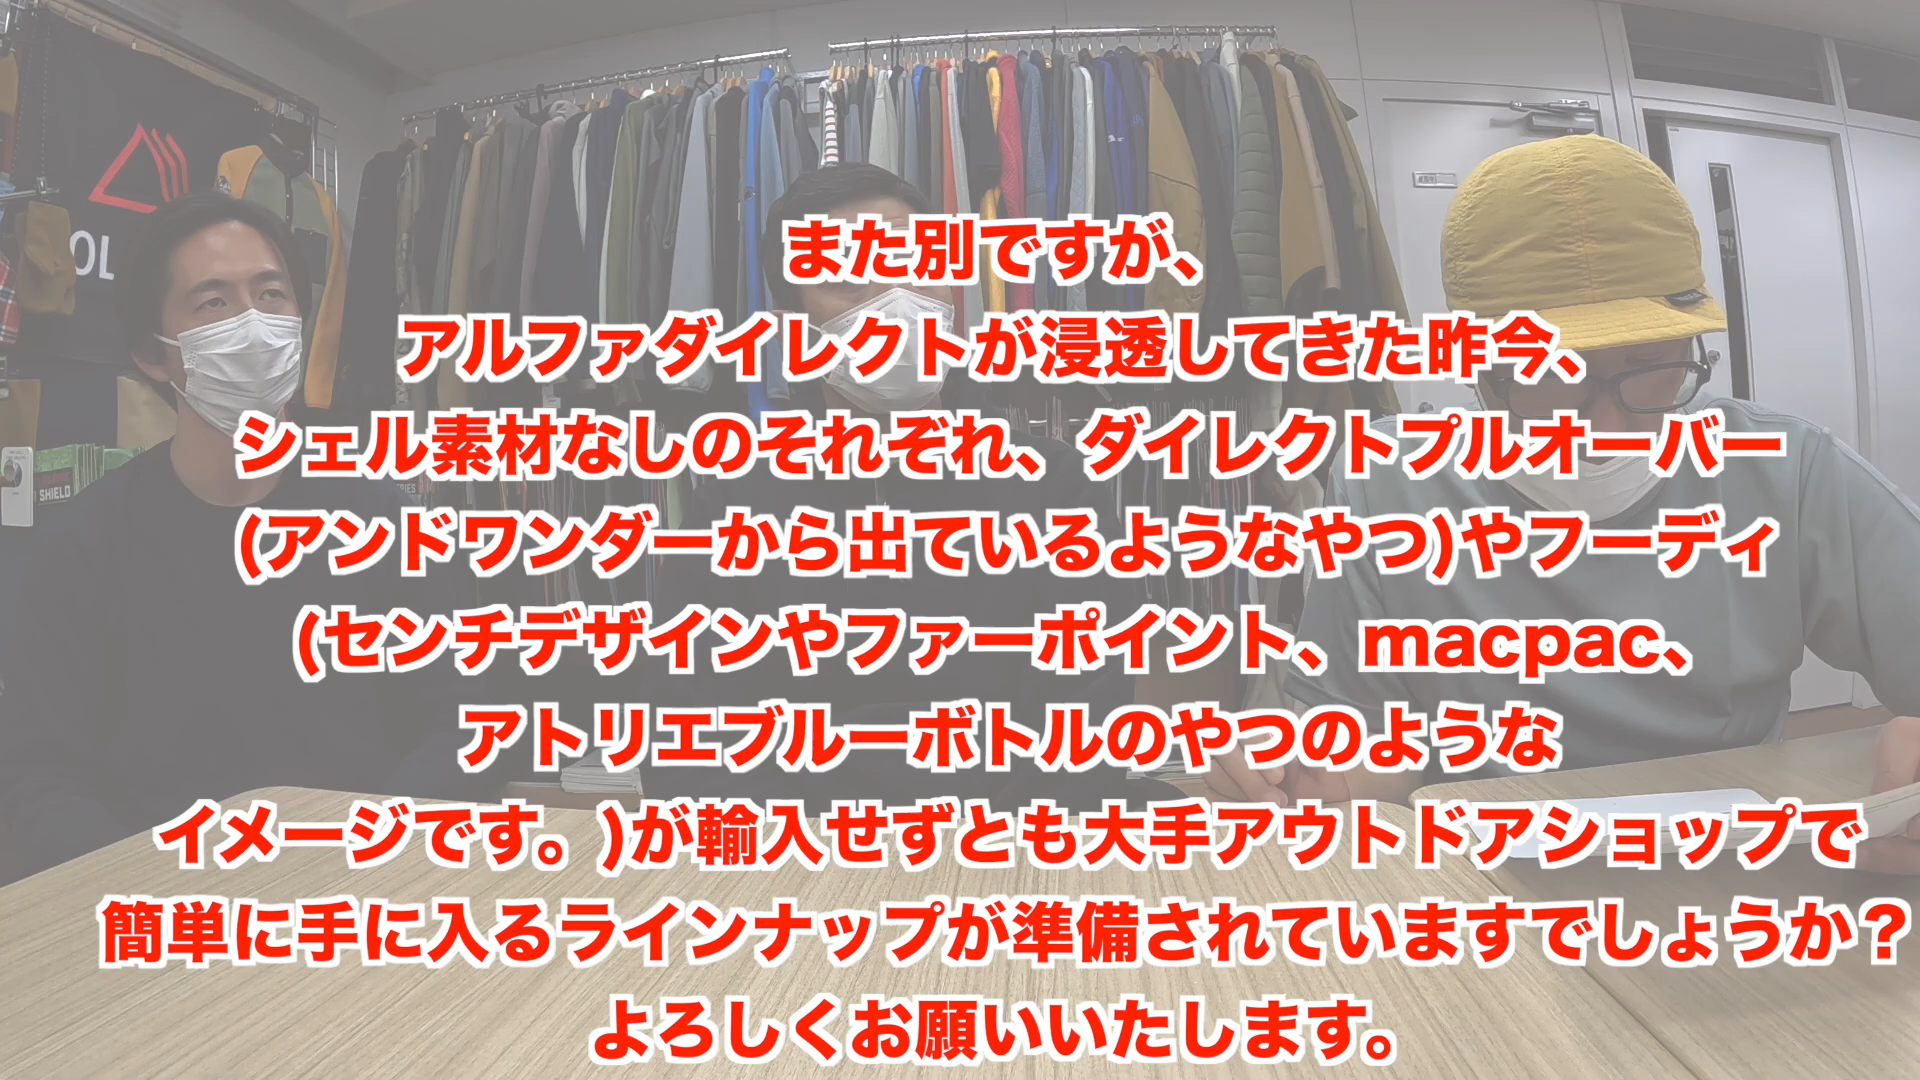 また別ですが、
アルファダイレクトが浸透してきた昨今、
シェル素材なしのそれぞれ、ダイレクトプルオーバー
(アンドワンダーから出ているようなやつ)やフーディ
(センチデザインやファーポイント、macpac、
アトリエブルーボトルのやつのような
イメージです。)が輸入せずとも大手アウトドアショップで
簡単に手に入るラインナップが準備されていますでしょうか？
よろしくお願いいたします。
OL
SHIELD